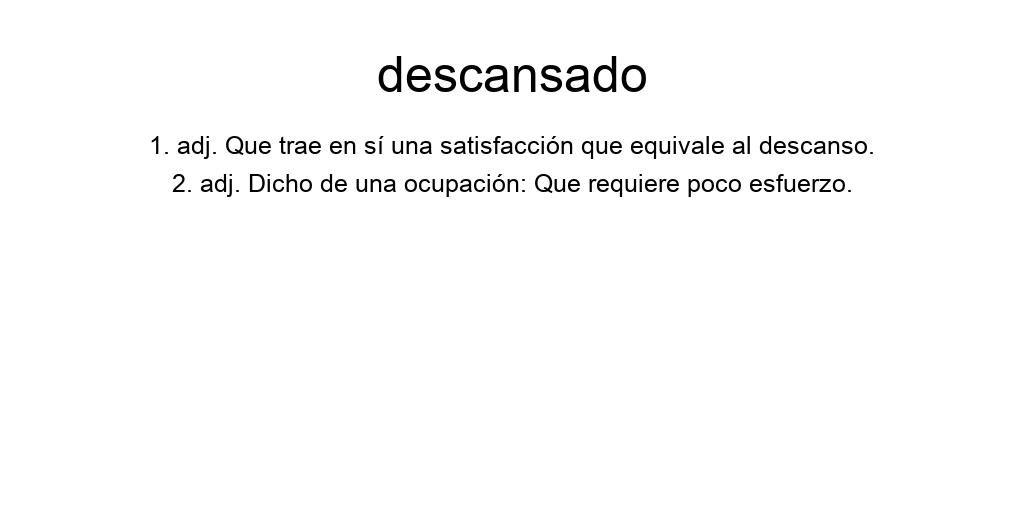 descansado
1. adj. Que trae en sí una satisfacción que equivale al descanso.
2. adj. Dicho de una ocupación: Que requiere poco esfuerzo.